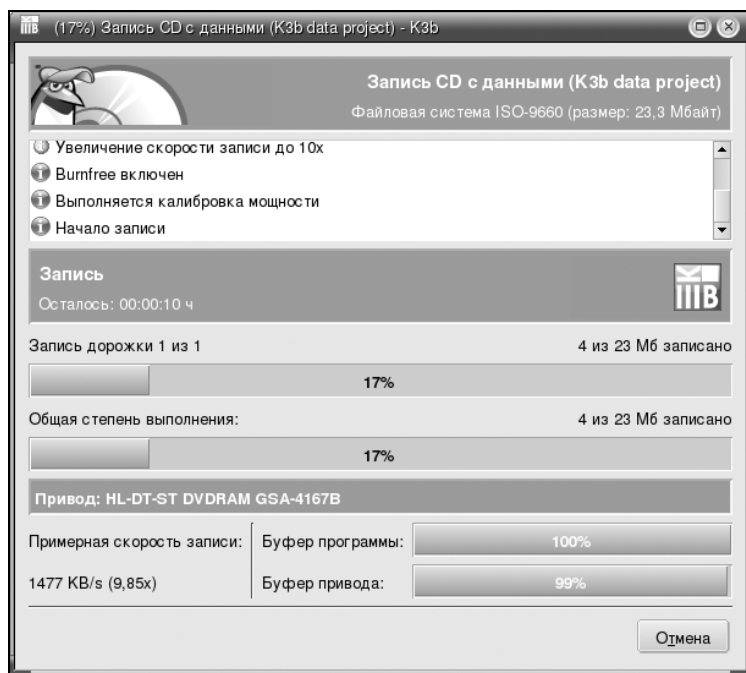 (17%) Запись CD с данными (K3b data project) - K3b
Запись CD с данными (K3b data project)
Файловая система ISO-9660 (размер: 23,3 Мбайт)
Увеличение скорости записи до 10x
Burnfree включен
Выполняется калибровка мощности
Начало записи
Запись
Осталось: 00:00:10 ч
Запись дорожки 1 из 1
4 из 23 Мб записано
17%
Общая степень выполнения:
4 из 23 Мб записано
17%
Привод: HL-DT-ST DVDRAM GSA-4167B
Примерная скорость записи:
1477 KB/s (9,85x)
Буфер программы:
100%
Буфер привода:
99%
Отмена